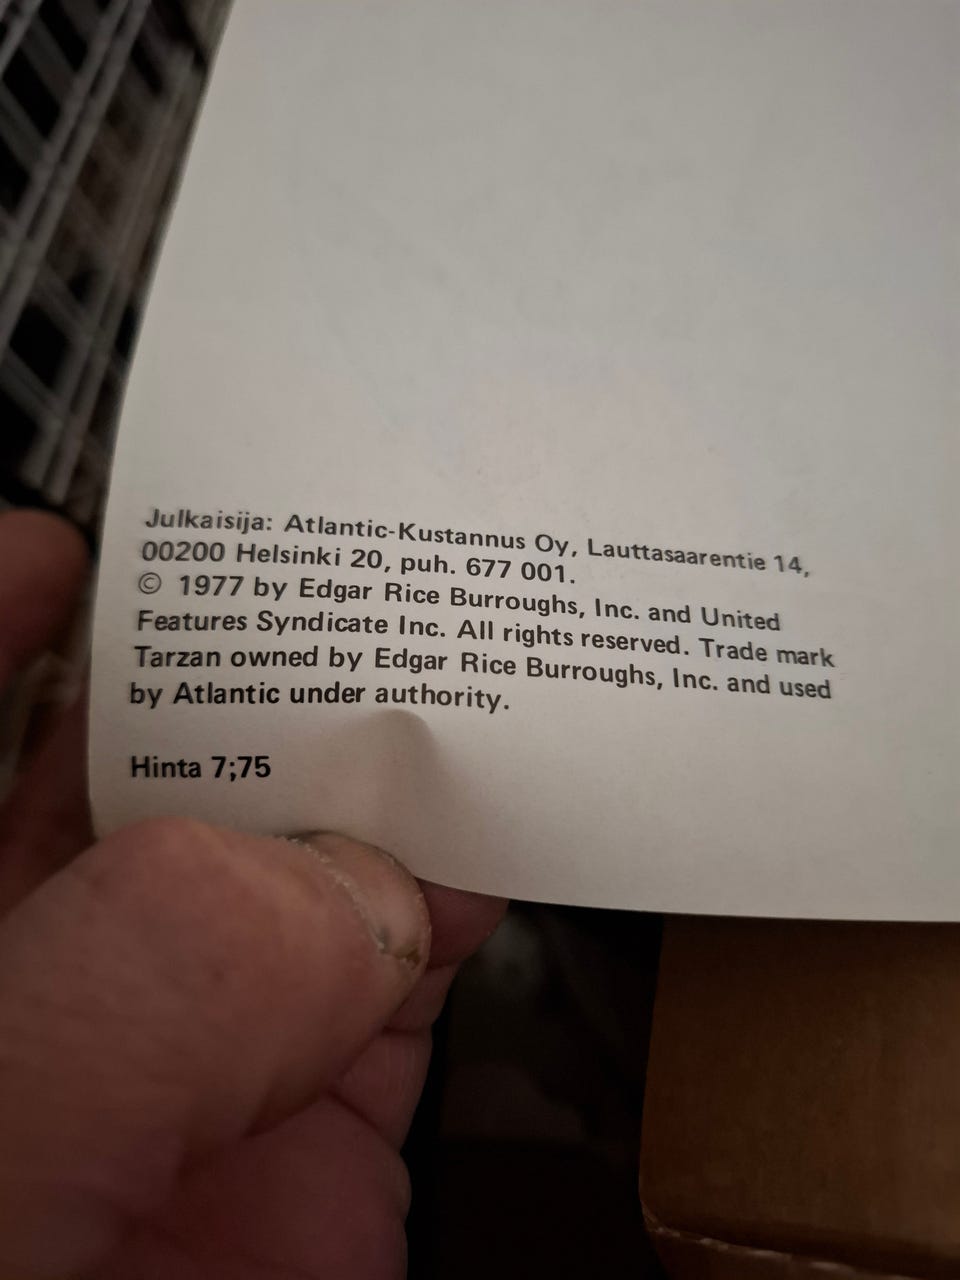 Julkaisija: Atlantic-Kustannus Oy, Lauttasaarentie 14,
00200 Helsinki 20, puh. 677 001.
© 1977 by Edgar Rice Burroughs, Inc. and United
Features Syndicate Inc. All rights reserved. Trade mark
Tarzan owned by Edgar Rice Burroughs, Inc. and used
by Atlantic under authority.
Hinta 7;75